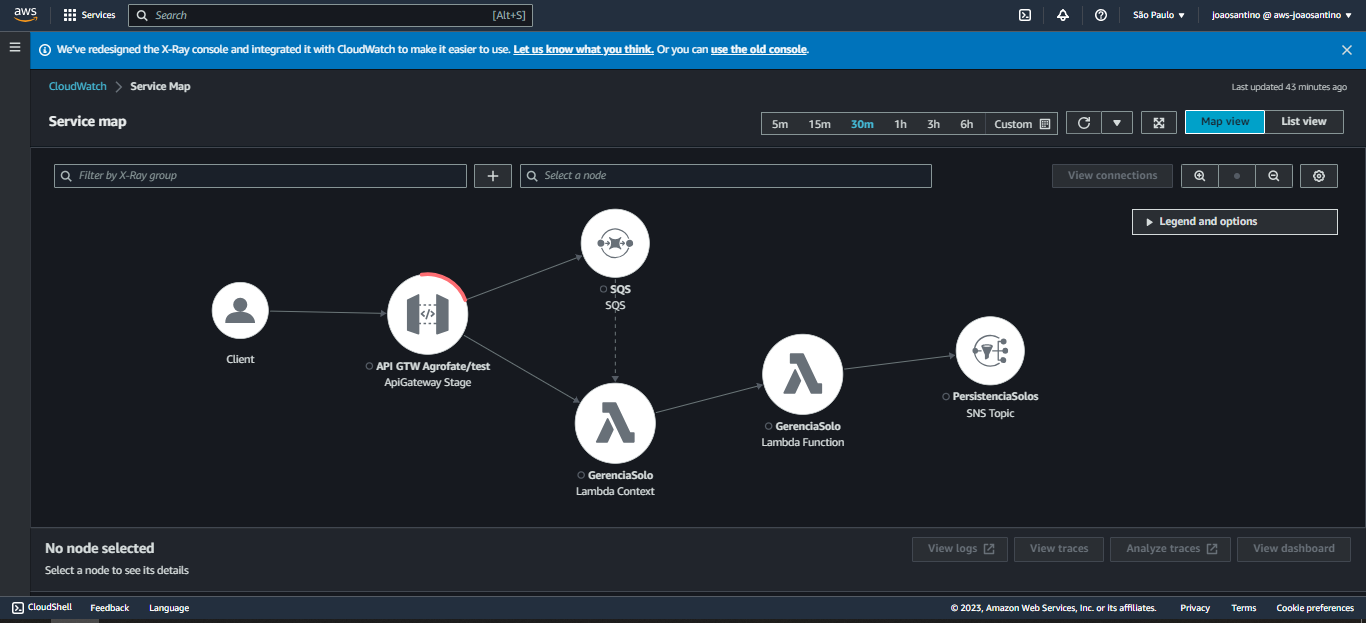 aws
Services
Search
[Alt+S]
São Paulo
joaosantino @ aws-joaosantino
We've redesigned the X-Ray console and integrated it with CloudWatch to make it easier to use. Let us know what you think. Or you can use the old console.
CloudWatch
Service Map
Last updated 43 minutes ago
Service map
5m
15m
30m
1h
3h
6h
Custom
Map view
List view
Filter by X-Ray group
Select a node
View connections
Legend and options
SQS
SQS
Client
API GTW Agrofate/test
ApiGateway Stage
PersistenciaSolos
SNS Topic
GerenciaSolo
Lambda Function
GerenciaSolo
Lambda Context
No node selected
Select a node to see its details
View logs
View traces
Analyze traces
View dashboard
CloudShell
Feedback
Language
© 2023, Amazon Web Services, Inc. or its affiliates.
Privacy
Terms
Cookie preferences